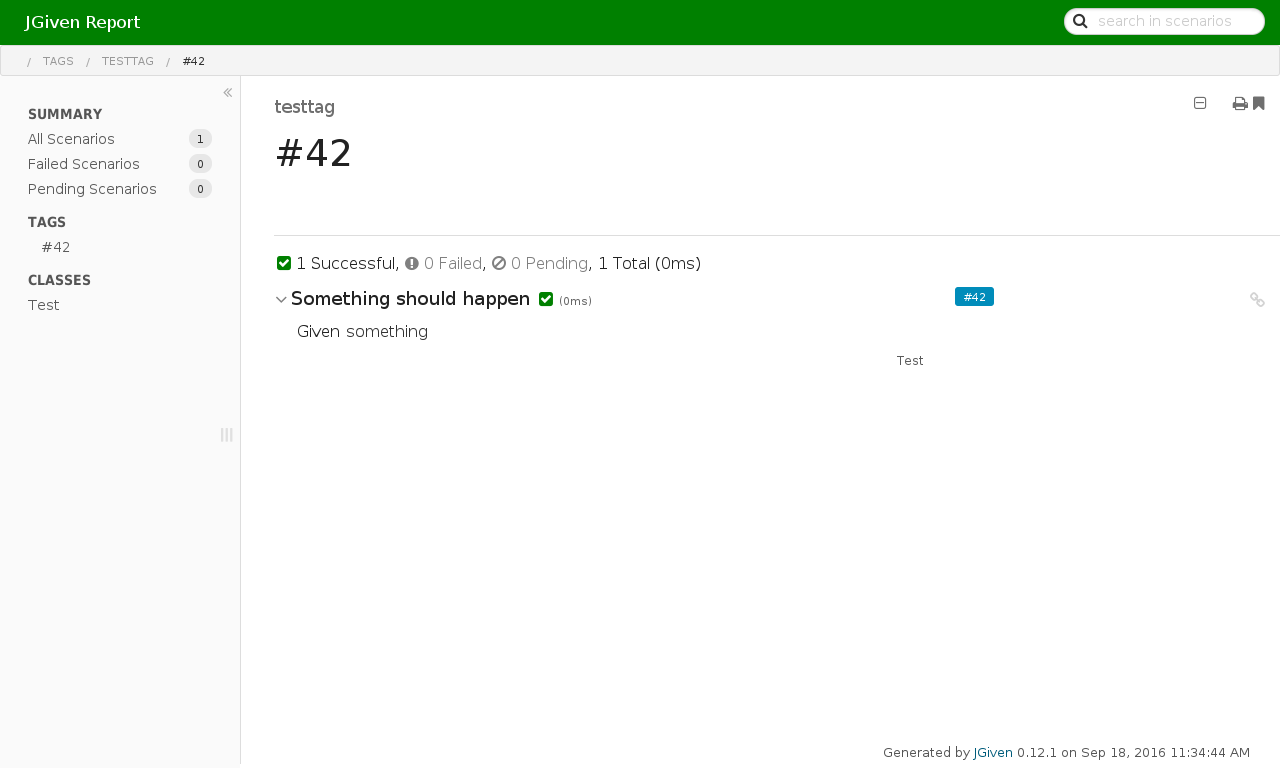 JGiven Report
search in scenarios
/ TAGS / TESTTAG / #42
SUMMARY
All Scenarios 1
Failed Scenarios 0
Pending Scenarios 0
TAGS
#42
CLASSES
Test
testtag
#42
1 Successful, 0 Failed, 0 Pending, 1 Total (0ms)
Something should happen (0ms) #42
Given something
Test
Generated by JGiven 0.12.1 on Sep 18, 2016 11:34:44 AM